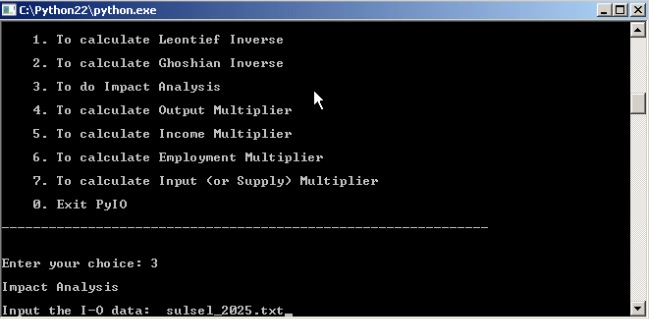 C:\Python22\python.exe
1. To calculate Leontief Inverse
2. To calculate Ghoshian Inverse
3. To do Impact Analysis
4. To calculate Output Multiplier
5. To calculate Income Multiplier
6. To calculate Employment Multiplier
7. To calculate Input (or Supply) Multiplier
0. Exit PyIO
------------------------------------------------------------
Enter your choice: 3
Impact Analysis
Input the I-O data:  sulsel_2025.txt_